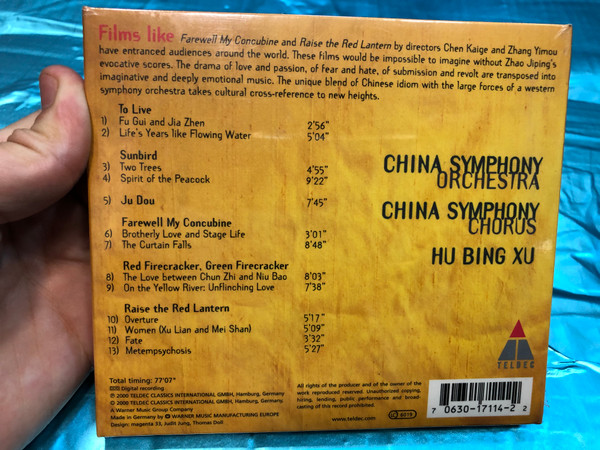 Films like Farewell My Concubine and Raise the Red Lantern by directors Chen Kaige and Zhang Yimou
have entranced audiences around the world. These films would be impossible to imagine without Zhao Jiping's
evocative scores. The drama of love and passion, of fear and hate, of submission and revolt are transposed into
imaginative and deeply emotional music. The unique blend of Chinese idiom with the large forces of a western
symphony orchestra takes cultural cross-reference to new heights.
To Live
1) Fu Gui and Jia Zhen 2'56"
2) Life's Years like Flowing Water 5'04"
Sunbird
3) Two Trees 4'55"
4) Spirit of the Peacock 9'22"
5) Ju Dou 7'45"
Farewell My Concubine
6) Brotherly Love and Stage Life 3'01"
7) The Curtain Falls 8'48"
Red Firecracker, Green Firecracker
8) The Love between Chun Zhi and Niu Bao 8'03"
9) On the Yellow River: Unflinching Love 7'38"
Raise the Red Lantern
10) Overture 5'17"
11) Women (Xu Lian and Mei Shan) 5'09"
12) Fate 3'32"
13) Metempsychosis 5'27"
CHINA SYMPHONY
ORCHESTRA
CHINA SYMPHONY
CHORUS
HU BING XU
TELDEC
Total timing: 77'07"
DDD Digital recording
℗ 2000 TELDEC CLASSICS INTERNATIONAL GMBH, Hamburg, Germany
© 2000 TELDEC CLASSICS INTERNATIONAL GMBH, Hamburg, Germany
A Warner Music Group Company
Made in Germany by WARNER MUSIC MANUFACTURING EUROPE
Design: magenta 33, Judit Jung, Thomas Doll
All rights of the producer and of the owner of the
work reproduced reserved. Unauthorized copying,
hiring, lending, public performance and broad-
casting of this record prohibited.
www.teldec.com
7 0630-17114-2 2